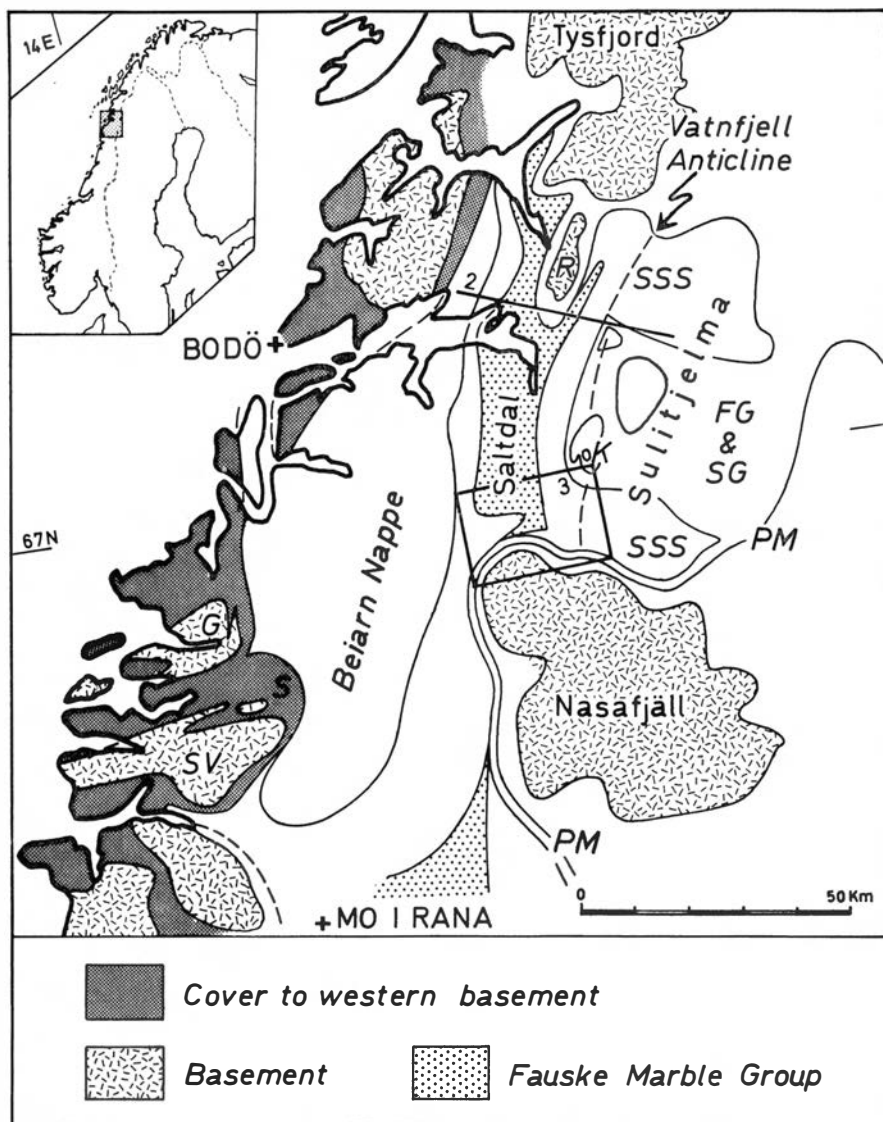 14E
Tysfjord
Vatnfjell
Anticline
R
SSS
2
BODÖ+
Sulitjelma
FG
&
SG
Saltdal
K
3
67N
SSS
PM
Beiarn Nappe
G
S
Nasafjäll
SV
PM
0
50 Km
+MO I RANA
Cover to western basement
Basement
Fauske Marble Group